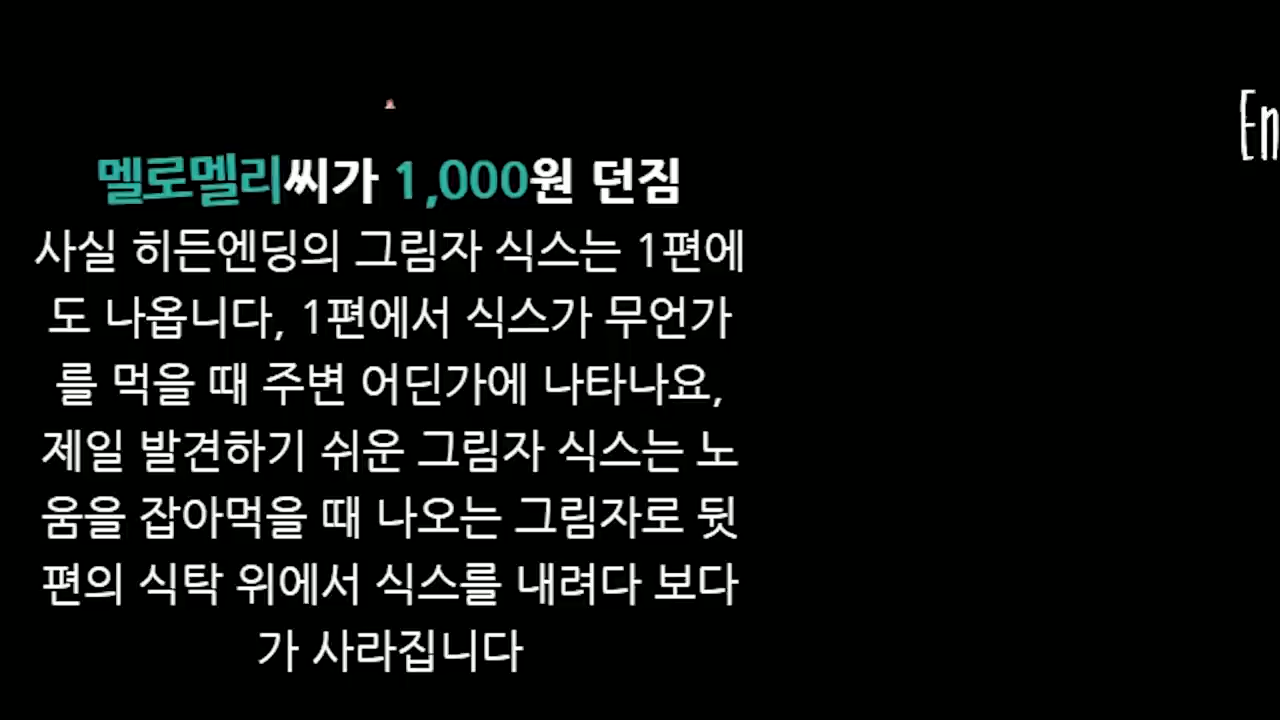 멜로멜리씨가 1,000원 던짐
사실 히든엔딩의 그림자 식스는 1편에
도 나옵니다, 1편에서 식스가 무언가
를 먹을 때 주변 어딘가에 나타나요,
제일 발견하기 쉬운 그림자 식스는 노
움을 잡아먹을 때 나오는 그림자로 뒷
편의 식탁 위에서 식스를 내려다 보다
가 사라집니다